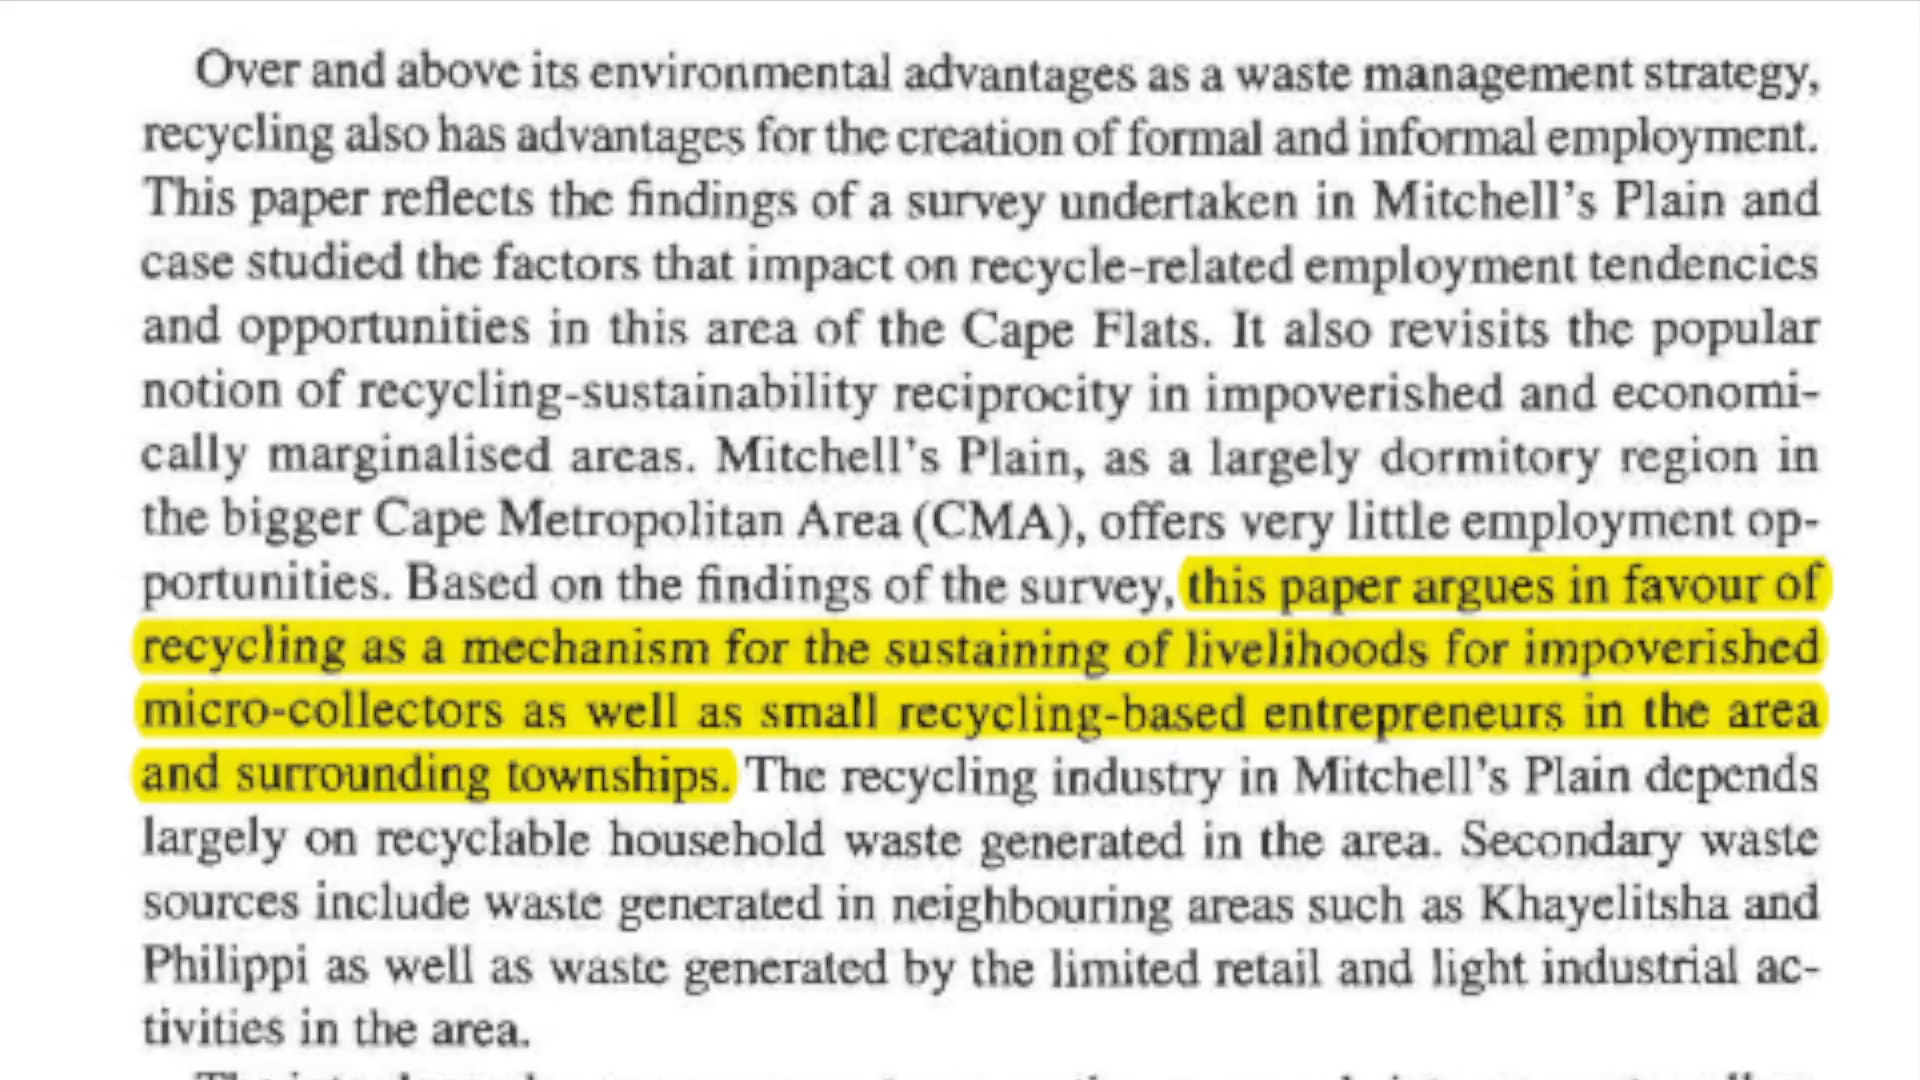 Over and above its environmental advantages as a waste management strategy,
recycling also has advantages for the creation of formal and informal employment.
This paper reflects the findings of a survey undertaken in Mitchell's Plain and
case studied the factors that impact on recycle-related employment tendencies
and opportunities in this area of the Cape Flats. It also revisits the popular
notion of recycling-sustainability reciprocity in impoverished and economi-
cally marginalised areas. Mitchell's Plain, as a largely dormitory region in
the bigger Cape Metropolitan Area (CMA), offers very little employment op-
portunities. Based on the findings of the survey, this paper argues in favour of
recycling as a mechanism for the sustaining of livelihoods for impoverished
micro-collectors as well as small recycling-based entrepreneurs in the area
and surrounding townships. The recycling industry in Mitchell's Plain depends
largely on recyclable household waste generated in the area. Secondary waste
sources include waste generated in neighbouring areas such as Khayelitsha and
Philippi as well as waste generated by the limited retail and light industrial ac-
tivities in the area.